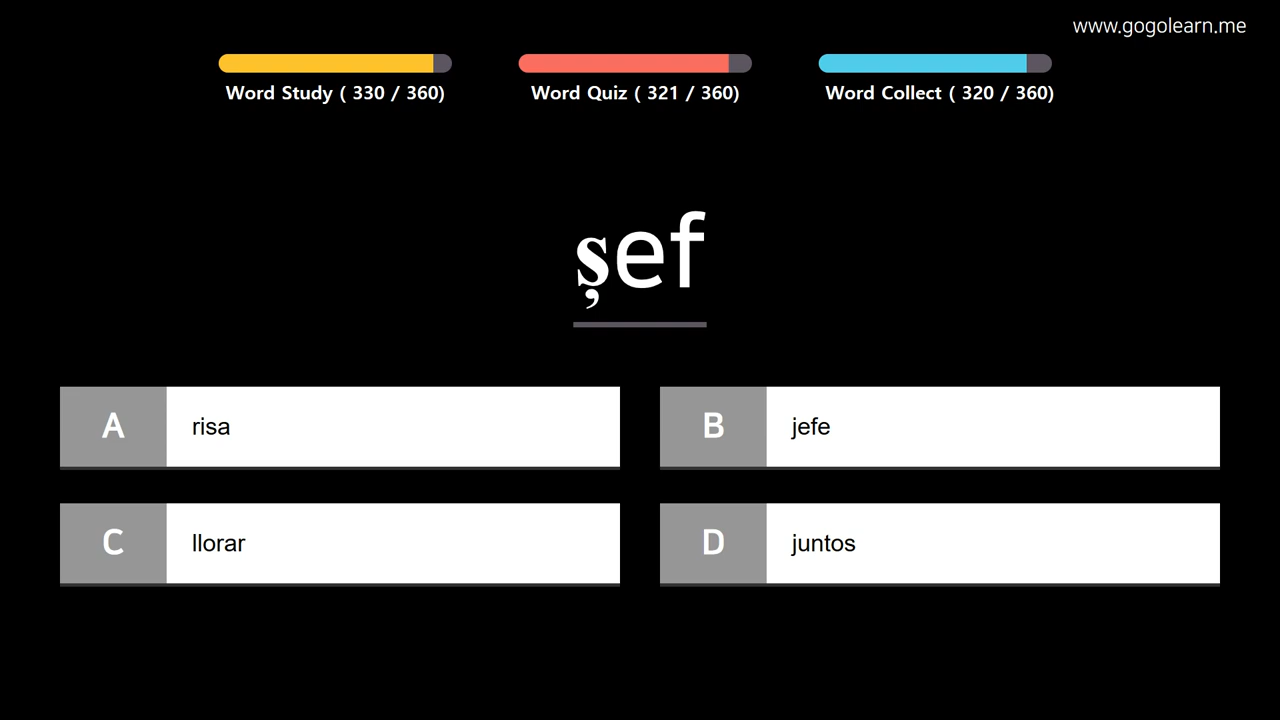 www.gogolearn.me
Word Study ( 330 / 360)
Word Quiz ( 321 / 360)
Word Collect ( 320 / 360)
șef
A risa
B jefe
C llorar
D juntos